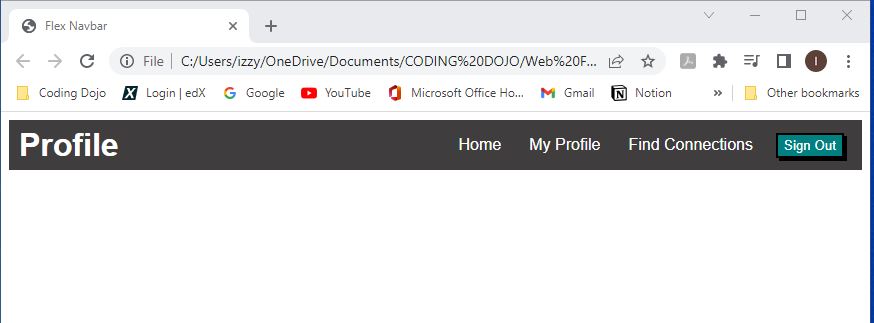 Flex Navbar
File C:/Users/izzy/OneDrive/Documents/CODING%20DOJO/Web%20F...
I
Coding Dojo Login | edX Google YouTube Microsoft Office Ho... Gmail Notion » Other bookmarks
Profile Home My Profile Find Connections Sign Out